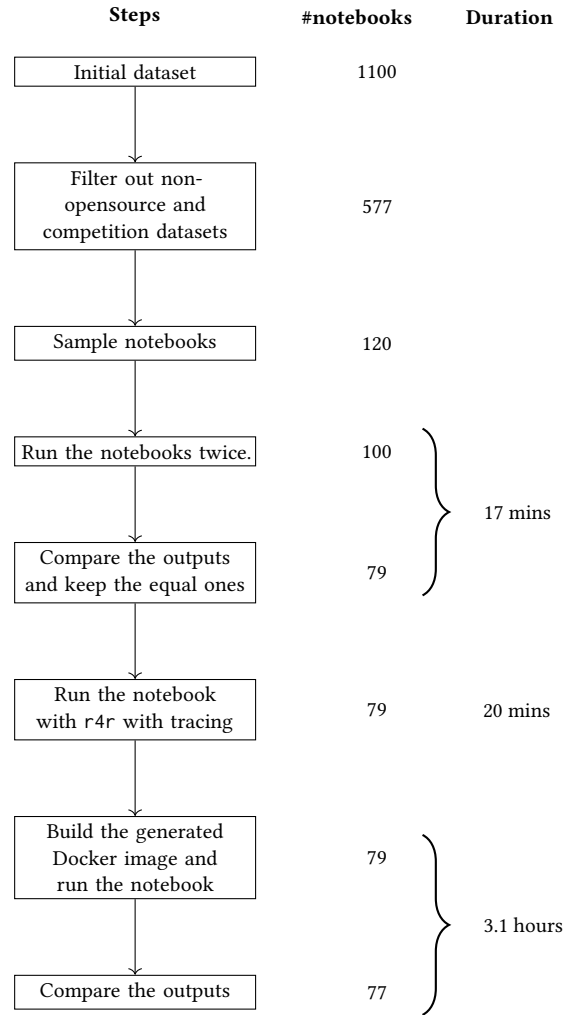 Steps #notebooks Duration
Initial dataset 1100
Filter out non-
opensource and 577
competition datasets
Sample notebooks 120
Run the notebooks twice. 100
17 mins
Compare the outputs
and keep the equal ones 79
Run the notebook
with r4r with tracing 79 20 mins
Build the generated
Docker image and 79
run the notebook
3.1 hours
Compare the outputs 77